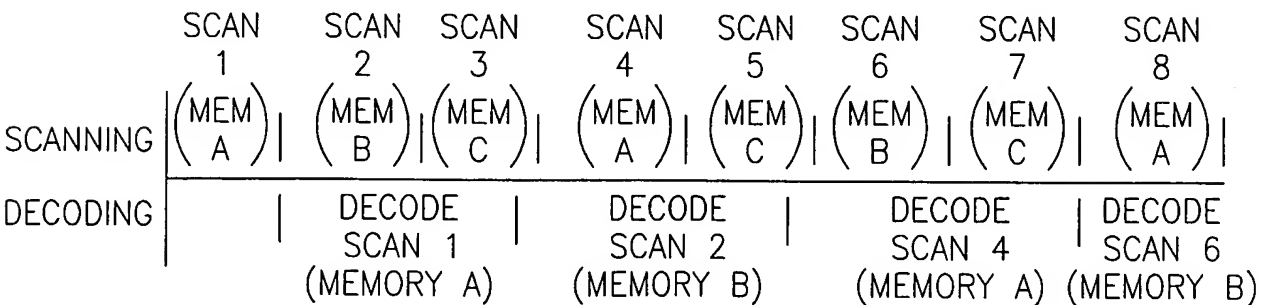 SCAN SCAN SCAN SCAN SCAN SCAN SCAN SCAN
1 2 3 4 5 6 7 8
SCANNING (MEM A) | (MEM B) | (MEM C) | (MEM A) | (MEM C) | (MEM B) | (MEM C) | (MEM A) |
DECODING | DECODE | DECODE | DECODE | DECODE
SCAN 1 SCAN 2 SCAN 4 SCAN 6
(MEMORY A) (MEMORY B) (MEMORY A) (MEMORY B)